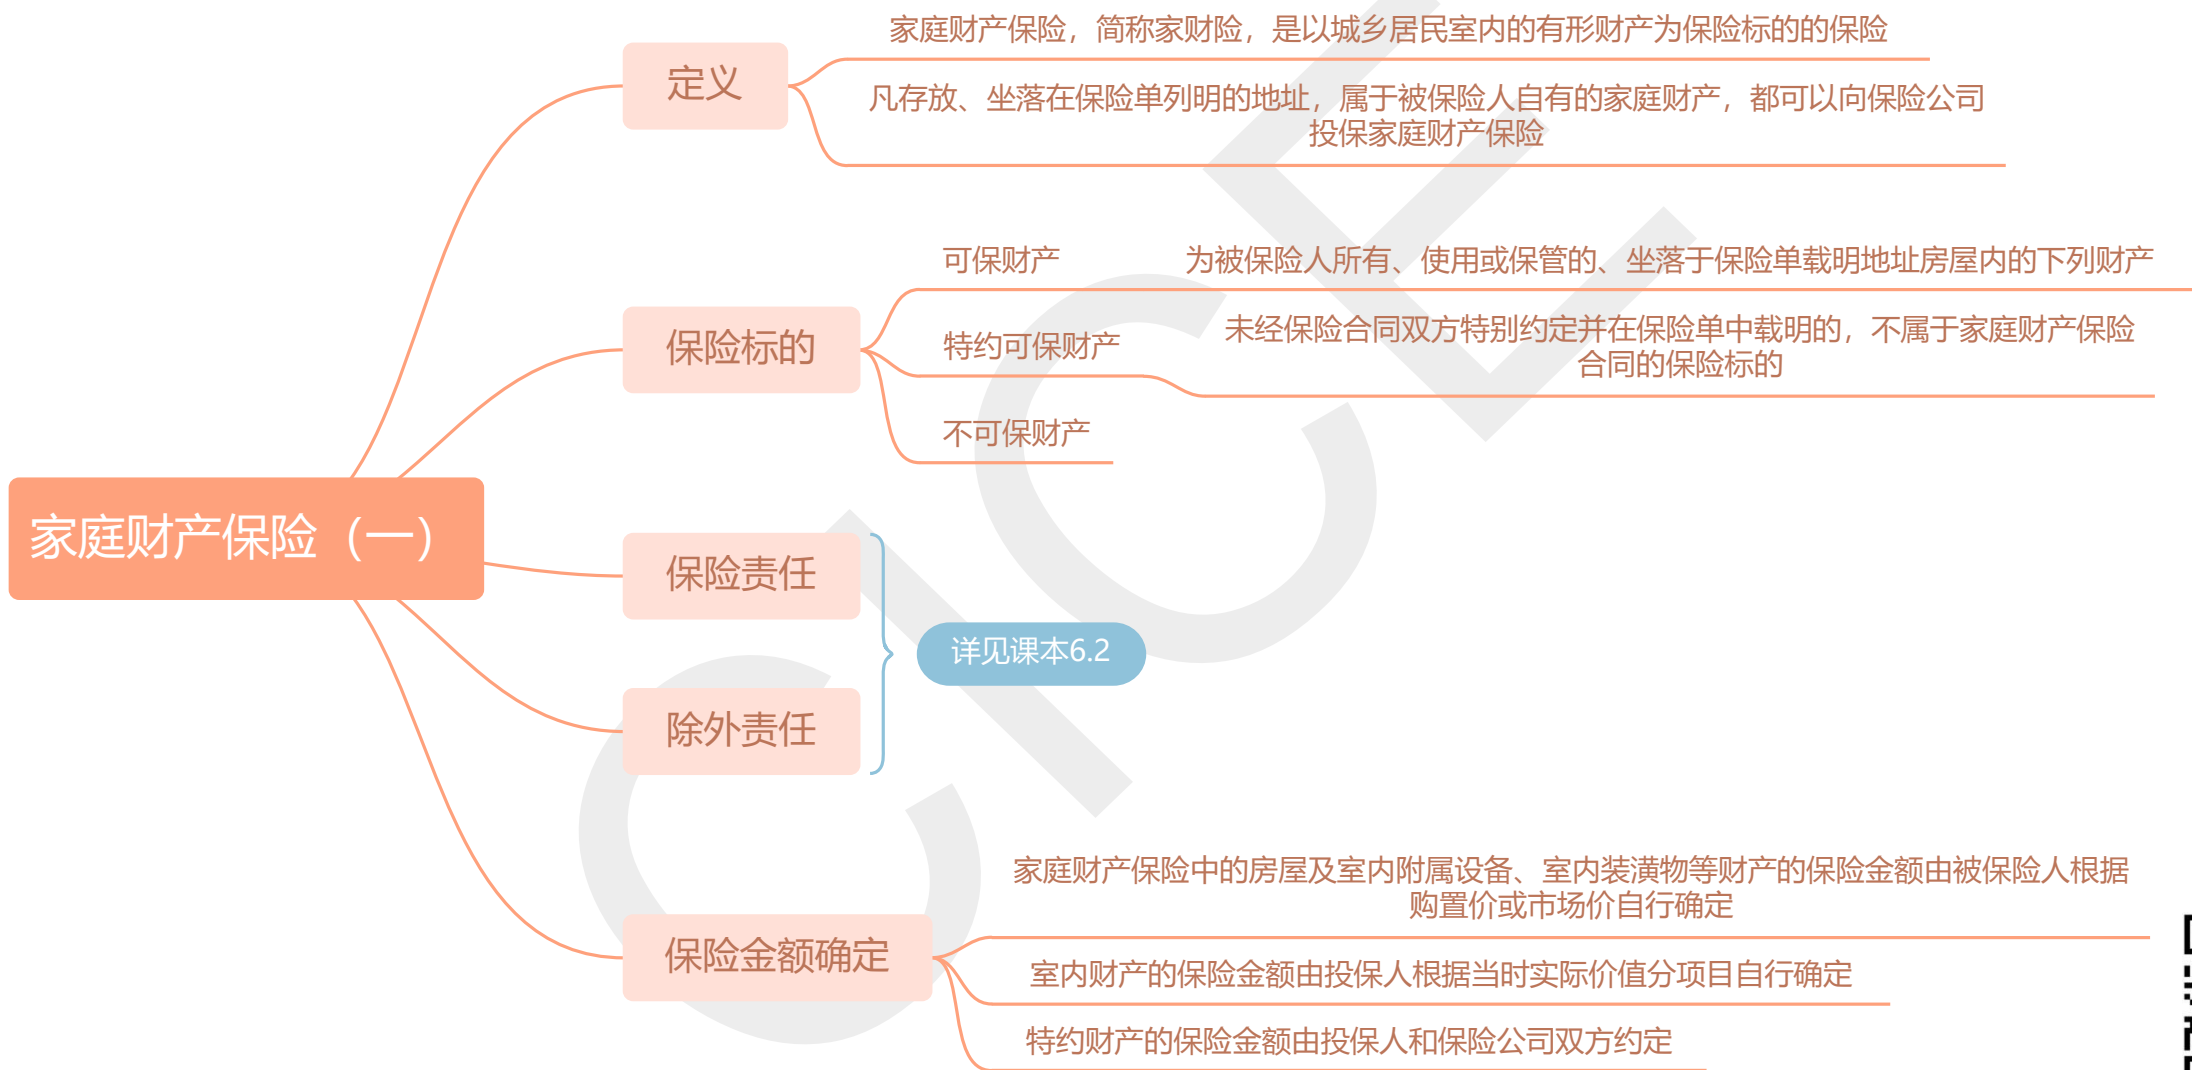 家庭财产保险，简称家财险，是以城乡居民室内的有形财产为保险标的的保险
定义
凡存放、坐落在保险单列明的地址，属于被保险人自有的家庭财产，都可以向保险公司
投保家庭财产保险
可保财产
为被保险人所有、使用或保管的、坐落于保险单载明地址房屋内的下列财产
保险标的
特约可保财产
未经保险合同双方特别约定并在保险单中载明的，不属于家庭财产保险
合同的保险标的
不可保财产
家庭财产保险（一）
保险责任
详见课本6.2
除外责任
家庭财产保险中的房屋及室内附属设备、室内装潢物等财产的保险金额由被保险人根据
购置价或市场价自行确定
保险金额确定
室内财产的保险金额由投保人根据当时实际价值分项目自行确定
特约财产的保险金额由投保人和保险公司双方约定
CICE